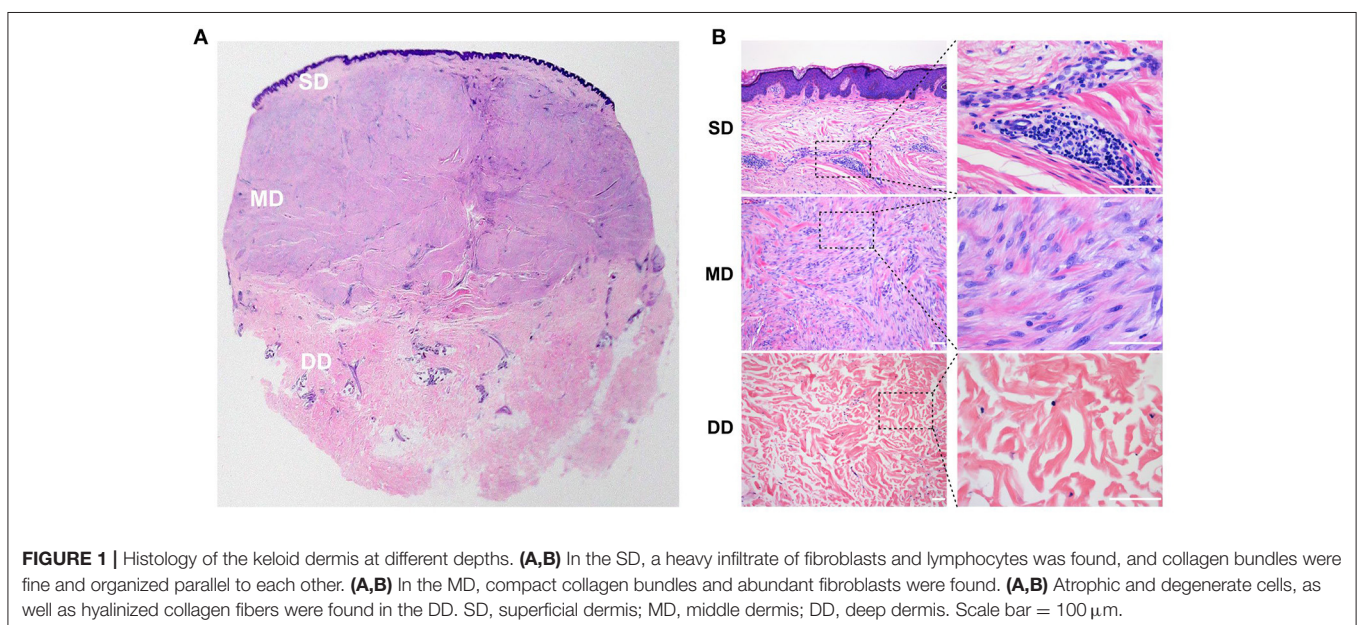 A
B
SD
SD
MD
MD
DD
DD
FIGURE 1 | Histology of the keloid dermis at different depths. (A,B) In the SD, a heavy infiltrate of fibroblasts and lymphocytes was found, and collagen bundles were
fine and organized parallel to each other. (A,B) In the MD, compact collagen bundles and abundant fibroblasts were found. (A,B) Atrophic and degenerate cells, as
well as hyalinized collagen fibers were found in the DD. SD, superficial dermis; MD, middle dermis; DD, deep dermis. Scale bar = 100 μm.